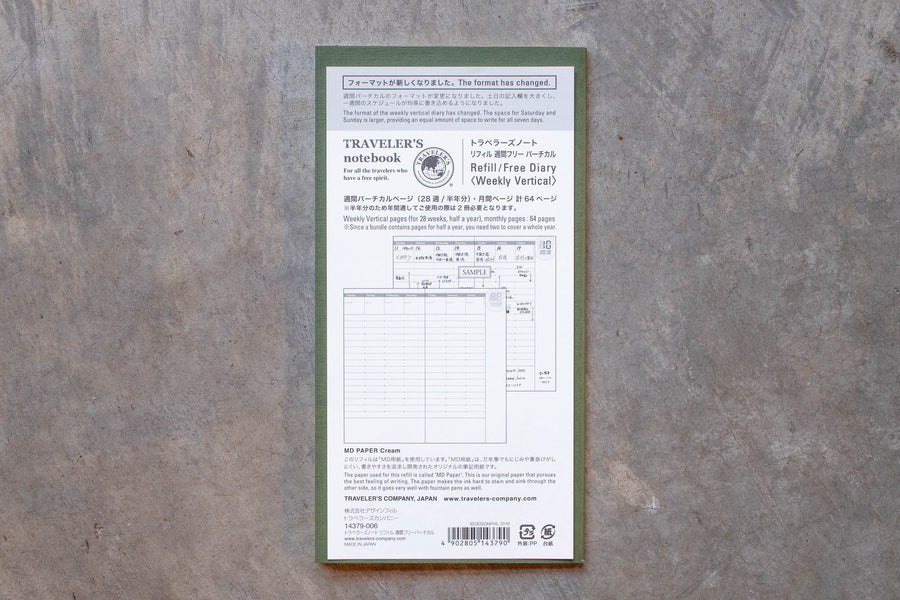 フォーマットが新しくなりました。The format has changed.
週間バーチカルのフォーマットが変更になりました。土日の記入欄を大きくし、
一週間のスケジュールが均等に書き込めるようになりました。
The format of the weekly vertical diary has changed. The space for Saturday and
Sunday is larger, providing an equal amount of space to write for all seven days.
TRAVELER'S
notebook
For all the travelers who
have a free spirit.
TRAVELER'S
トラベラーズノート
リフィル 週間フリー バーチカル
Refill/Free Diary
〈Weekly Vertical〉
週間バーチカルページ（28週/半年分）・月間ページ 計64ページ
※半年分のため年間通してご使用の際は2冊必要となります。
Weekly Vertical pages (for 28 weeks, half a year), monthly pages : 64 pages
※Since a bundle contains pages for half a year, you need two to cover a whole year.
10
SAMPLE
MD PAPER Cream
このリフィルは「MD用紙」を使用しています。「MD用紙」は、万年筆でもにじみや裏抜けがし
にくい、書きやすさを追求し開発されたオリジナルの筆記用紙です。
The paper used for this refill is called 'MD Paper'. This is our original paper that pursues
the best feeling of writing. The paper makes the ink hard to stain and sink through the
other side, so it goes very well with fountain pens as well.
TRAVELER'S COMPANY, JAPAN www.travelers-company.com
株式会社デザインフィル
トラベラーズカンパニー
14379-006
トラベラーズノート リフィル 週間フリーバーチカル
www.travelers-company.com
MADE IN JAPAN
©DESIGNPHIL 2019
4 902805 143790
外装:PP
紙
台紙